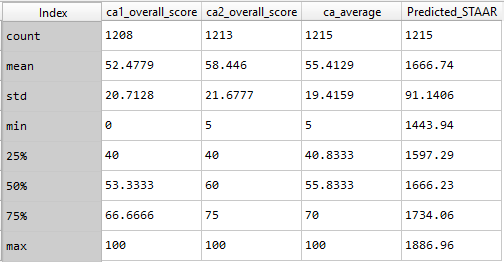 Index ca1_overall_score ca2_overall_score ca_average Predicted_STAAR
count 1208 1213 1215 1215
mean 52.4779 58.446 55.4129 1666.74
std 20.7128 21.6777 19.4159 91.1406
min 0 5 5 1443.94
25% 40 40 40.8333 1597.29
50% 53.3333 60 55.8333 1666.23
75% 66.6666 75 70 1734.06
max 100 100 100 1886.96